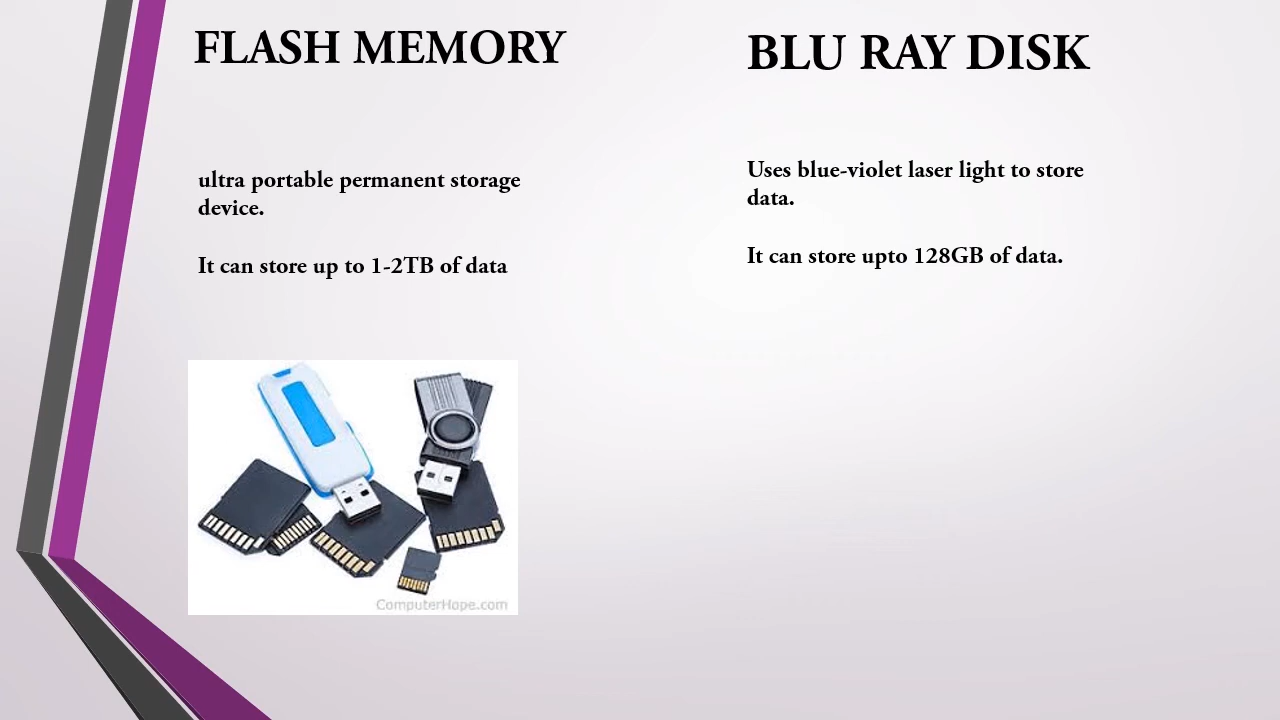 FLASH MEMORY
ultra portable permanent storage
device.
It can store up to 1-2TB of data
ComputerHope.com
BLU RAY DISK
Uses blue-violet laser light to store
data.
It can store upto 128GB of data.